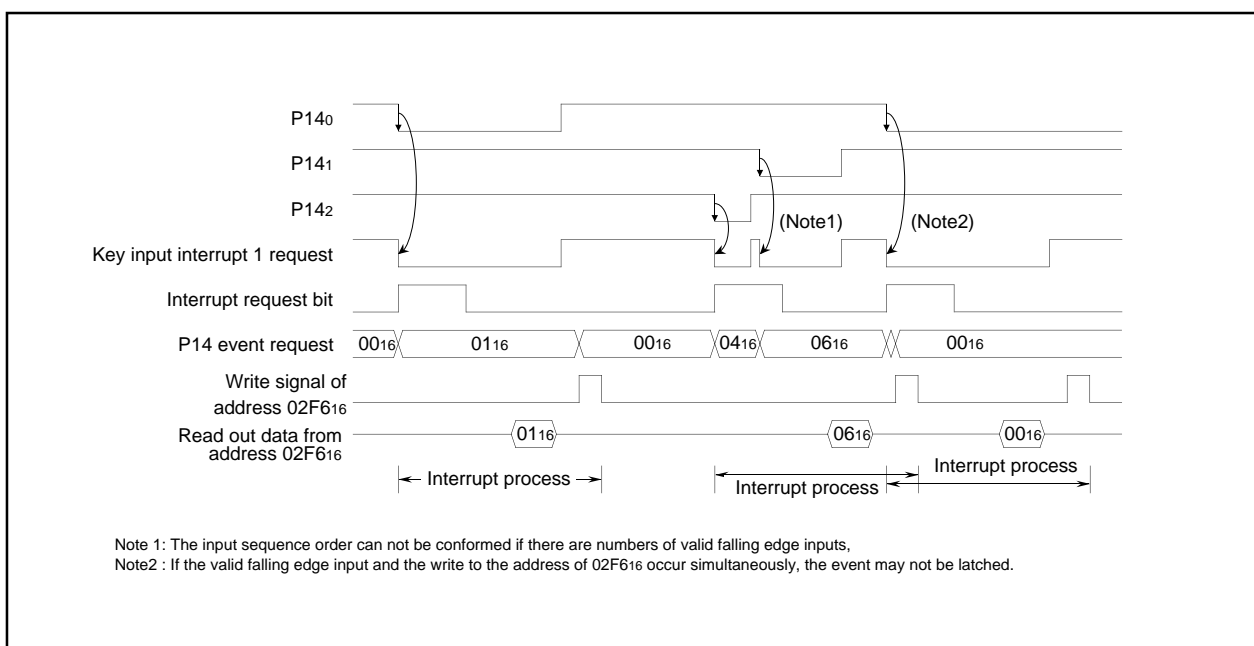 P140
P141
P142
(Note1)
(Note2)
Key input interrupt 1 request
Interrupt request bit
P14 event request
0016
0116
0016
0416
0616
0016
Write signal of
address 02F616
Read out data from
address 02F616
0116
0616
0016
Interrupt process
Interrupt process
Interrupt process
Note 1: The input sequence order can not be conformed if there are numbers of valid falling edge inputs,
Note2 : If the valid falling edge input and the write to the address of 02F616 occur simultaneously, the event may not be latched.